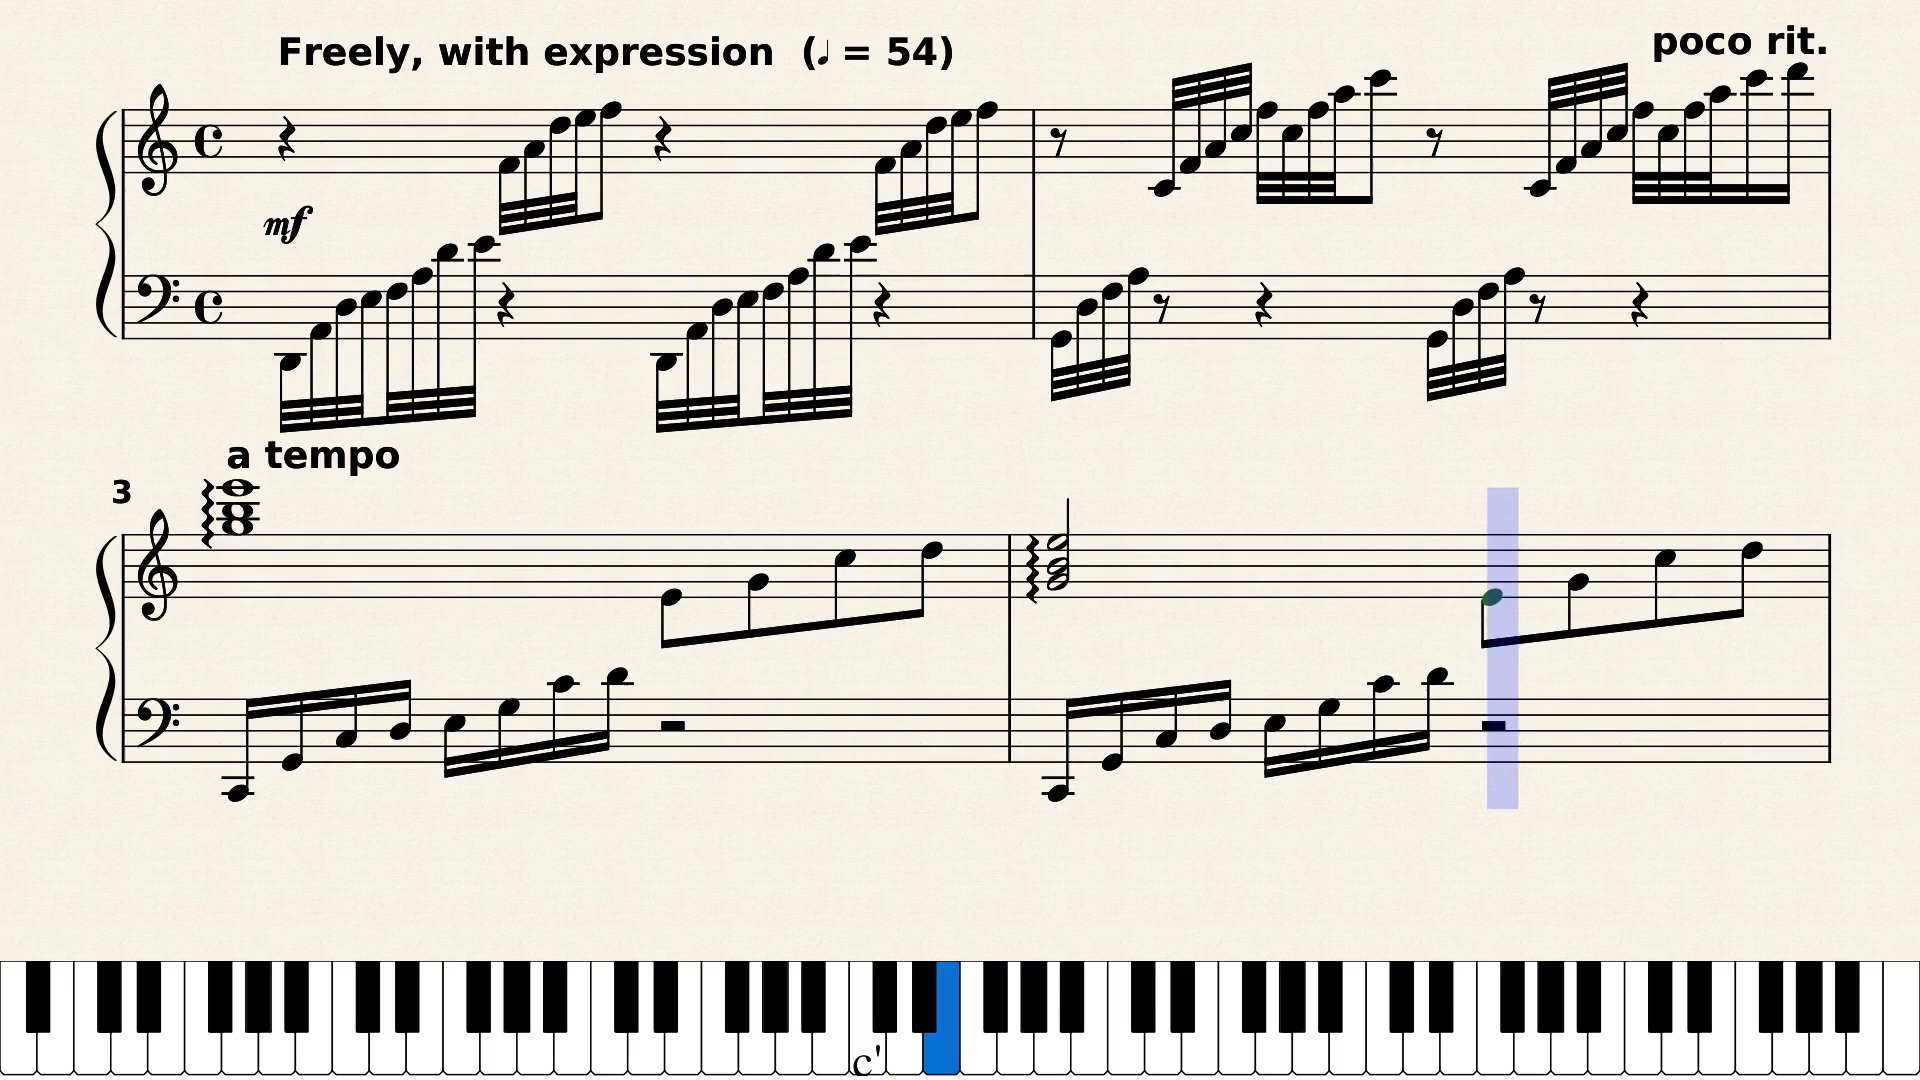 Freely, with expression (♩ = 54)
poco rit.
mf
a tempo
3
c'